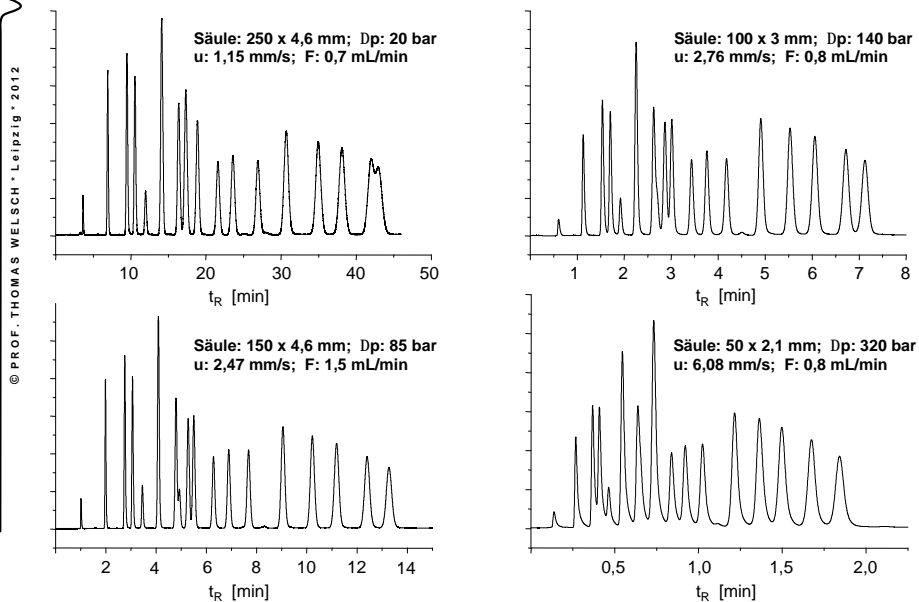 © PROF. THOMAS WELSCH * Leipzig * 2012
Säule: 250 x 4,6 mm; Dp: 20 bar
u: 1,15 mm/s; F: 0,7 mL/min
10 20 30 40 50
t_R [min]
Säule: 100 x 3 mm; Dp: 140 bar
u: 2,76 mm/s; F: 0,8 mL/min
1 2 3 4 5 6 7 8
t_R [min]
Säule: 150 x 4,6 mm; Dp: 85 bar
u: 2,47 mm/s; F: 1,5 mL/min
2 4 6 8 10 12 14
t_R [min]
Säule: 50 x 2,1 mm; Dp: 320 bar
u: 6,08 mm/s; F: 0,8 mL/min
0,5 1,0 1,5 2,0
t_R [min]